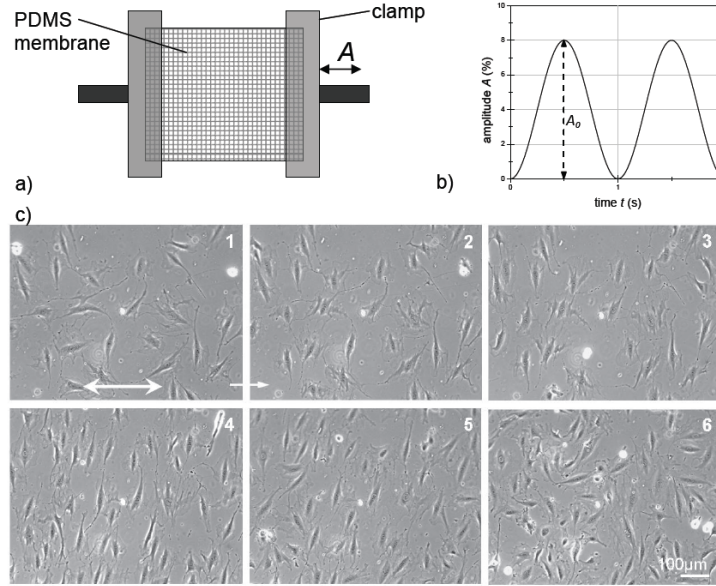 PDMS
membrane
clamp
A
a)
10
8
6
4
2
0
amplitude A (%)
A₀
0
1
time t (s)
b)
c)
1
2
3
4
5
6
100µm